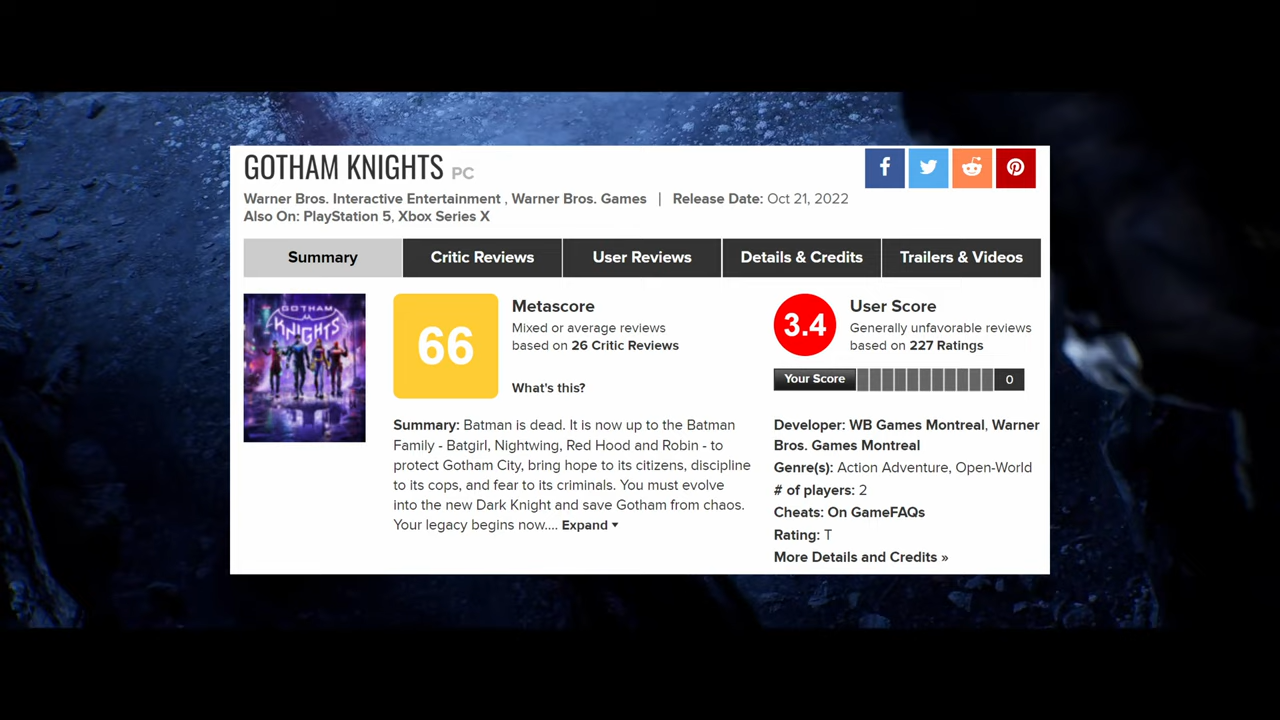 GOTHAM KNIGHTS PC
Warner Bros. Interactive Entertainment , Warner Bros. Games | Release Date: Oct 21, 2022
Also On: PlayStation 5, Xbox Series X
Summary
Critic Reviews
User Reviews
Details & Credits
Trailers & Videos
GOTHAM
KNIGHTS
66
Metascore
Mixed or average reviews
based on 26 Critic Reviews
What's this?
Summary: Batman is dead. It is now up to the Batman
Family - Batgirl, Nightwing, Red Hood and Robin - to
protect Gotham City, bring hope to its citizens, discipline
to its cops, and fear to its criminals. You must evolve
into the new Dark Knight and save Gotham from chaos.
Your legacy begins now.... Expand
3.4
User Score
Generally unfavorable reviews
based on 227 Ratings
Your Score
0
Developer: WB Games Montreal, Warner
Bros. Games Montreal
Genre(s): Action Adventure, Open-World
# of players: 2
Cheats: On GameFAQs
Rating: T
More Details and Credits »